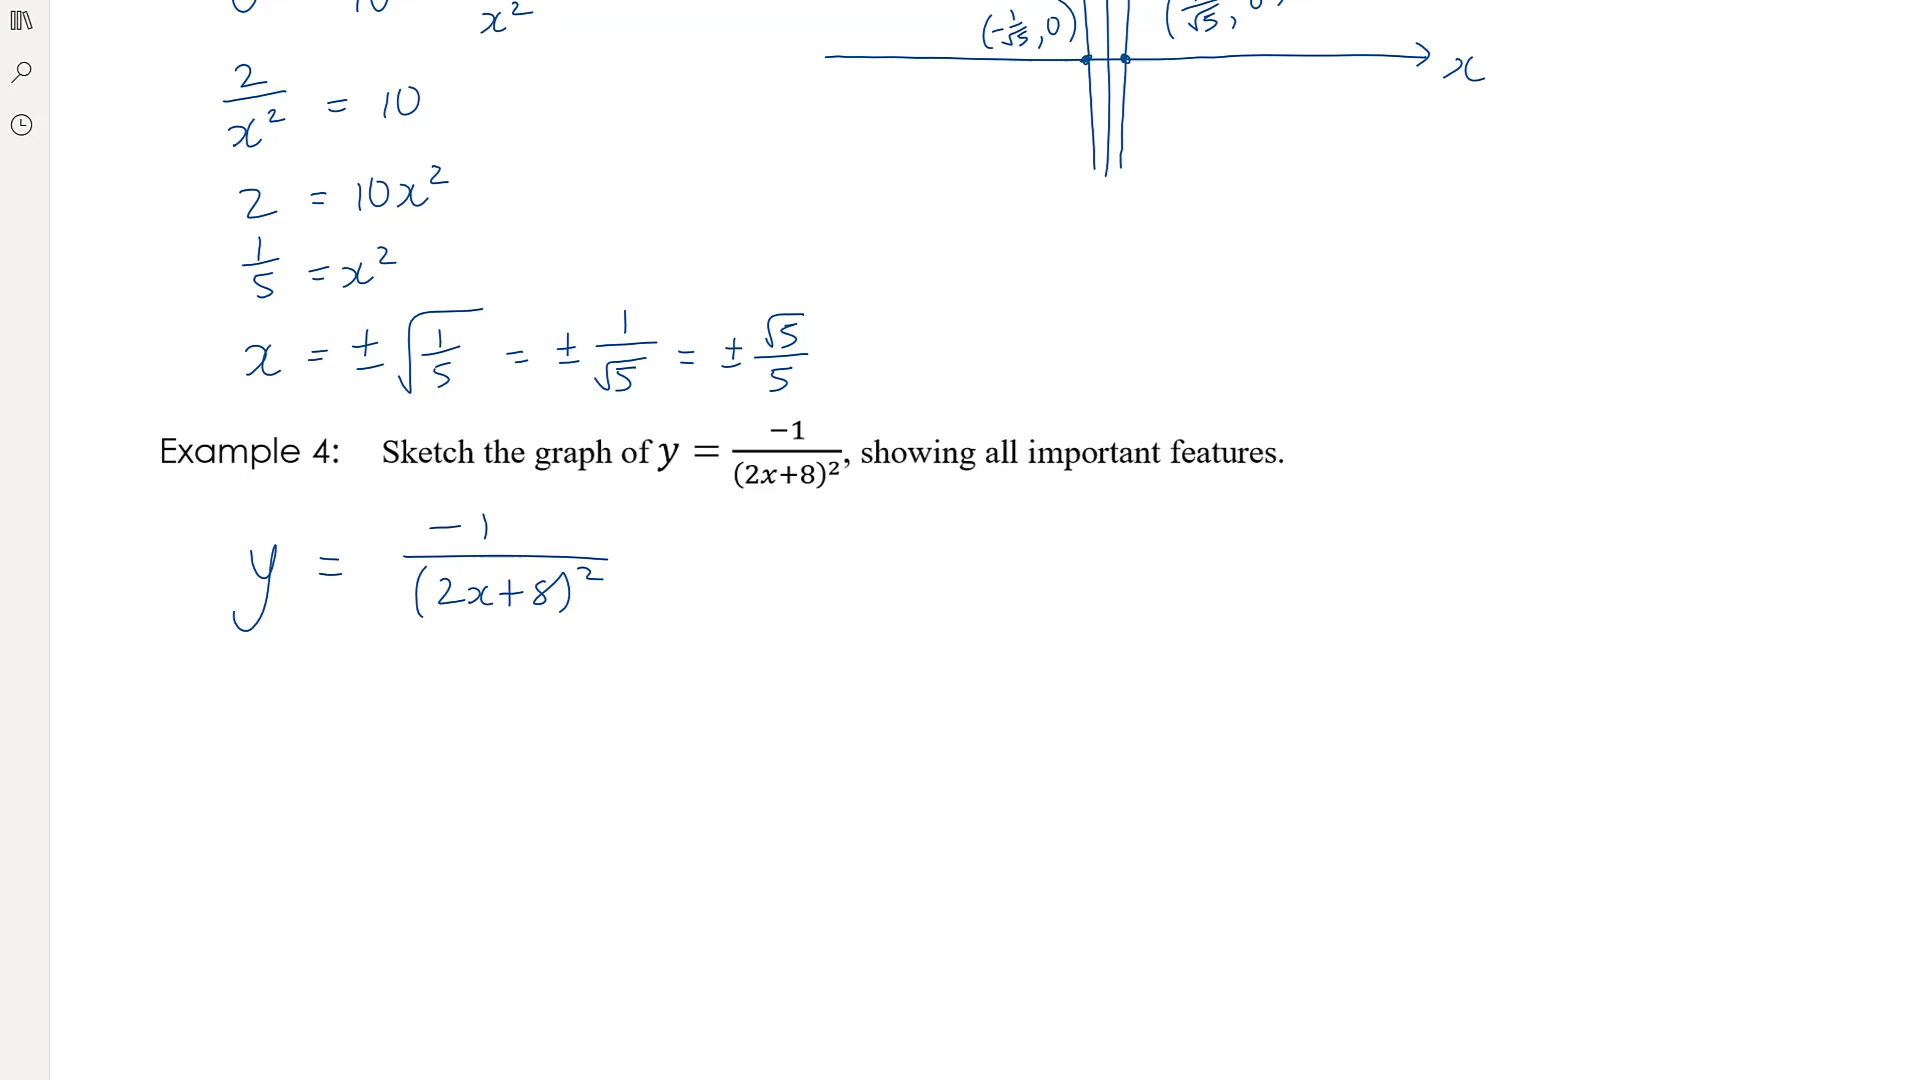 x²
(-1/√5, 0)
x
2/x² = 10
2 = 10x²
1/5 = x²
x = ±√(1/5) = ± 1/√5 = ± √5/5
Example 4: Sketch the graph of y = −1/(2x+8)², showing all important features.
y = −1/(2x+8)²